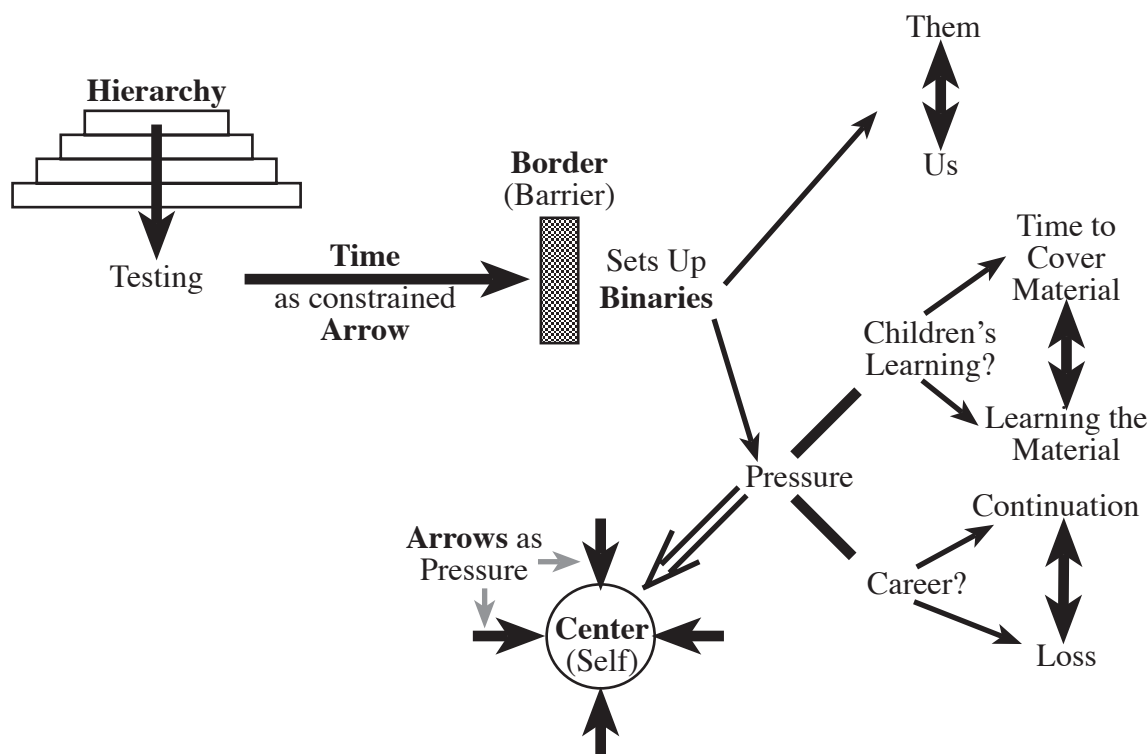 Hierarchy
Testing
Time
as constrained
Arrow
Border
(Barrier)
Sets Up
Binaries
Them
Us
Pressure
Children's
Learning?
Time to
Cover
Material
Learning the
Material
Career?
Continuation
Loss
Arrows as
Pressure
Center
(Self)